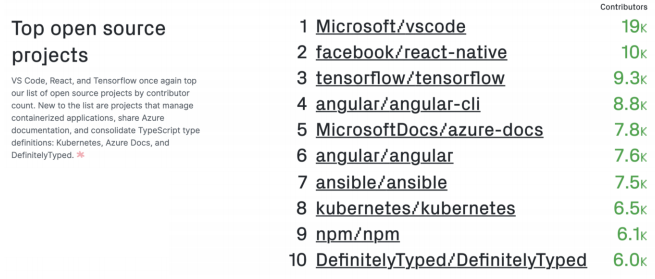 Contributors
Top open source
projects
VS Code, React, and Tensorflow once again top
our list of open source projects by contributor
count. New to the list are projects that manage
containerized applications, share Azure
documentation, and consolidate TypeScript type
definitions: Kubernetes, Azure Docs, and
DefinitelyTyped.
1 Microsoft/vscode 19K
2 facebook/react-native 10K
3 tensorflow/tensorflow 9.3K
4 angular/angular-cli 8.8K
5 MicrosoftDocs/azure-docs 7.8K
6 angular/angular 7.6K
7 ansible/ansible 7.5K
8 kubernetes/kubernetes 6.5K
9 npm/npm 6.1K
10 DefinitelyTyped/DefinitelyTyped 6.0K